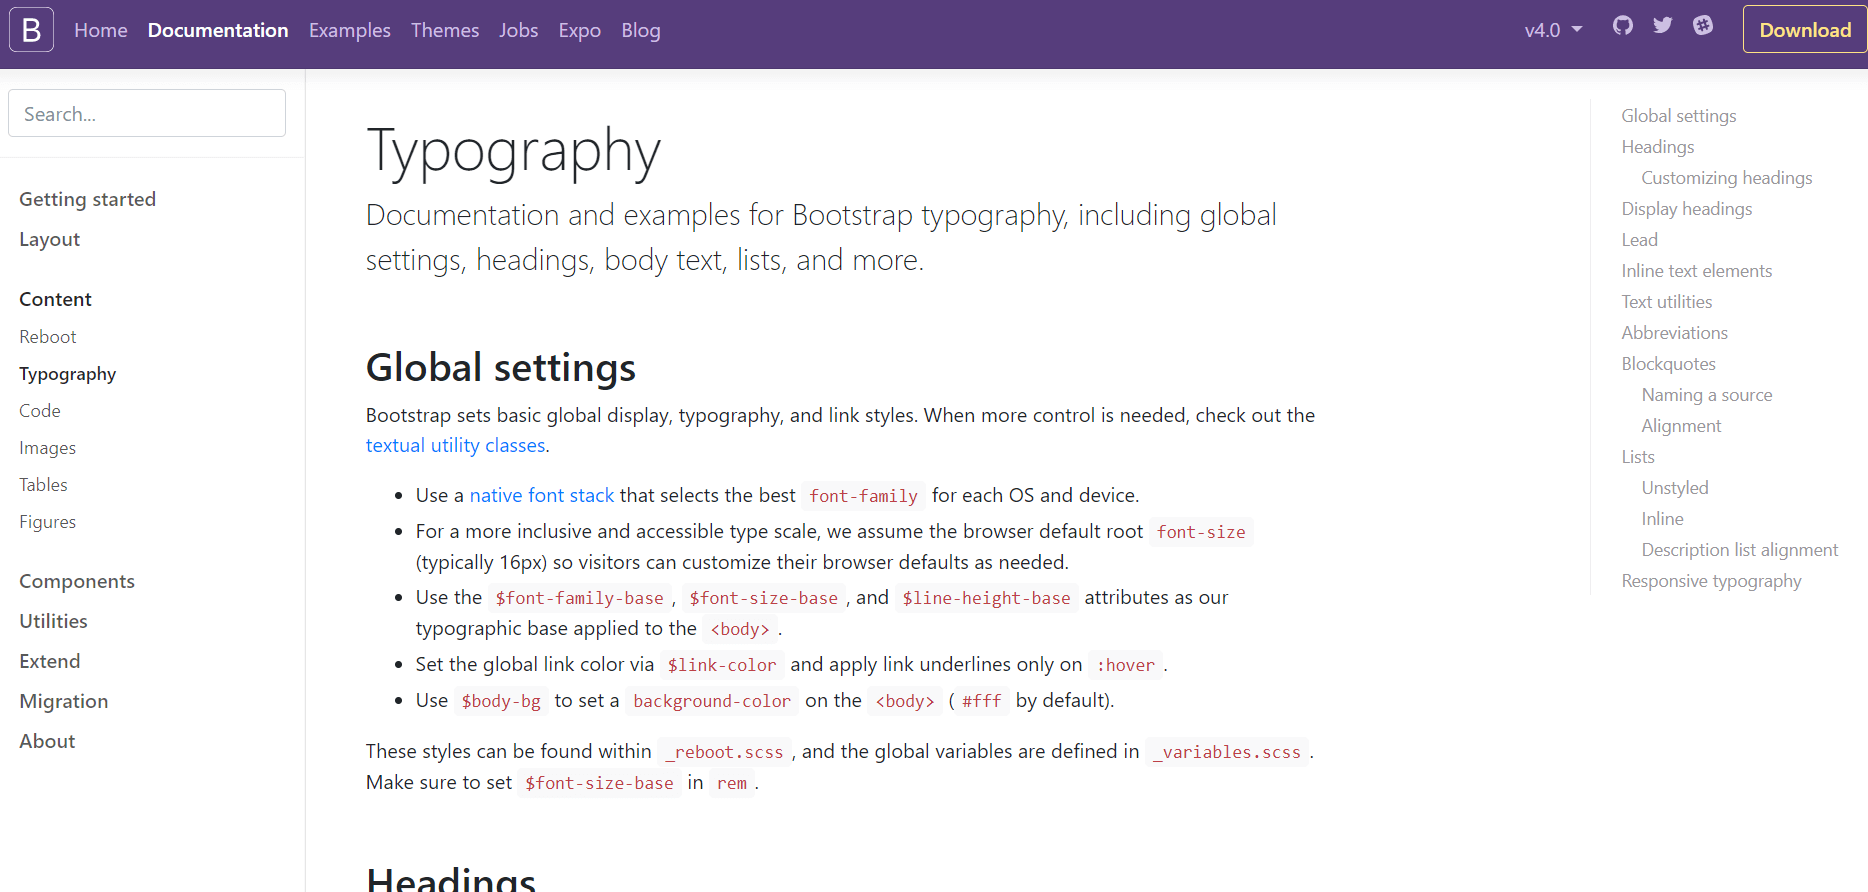 B Home Documentation Examples Themes Jobs Expo Blog v4.0 Download
Search...
Getting started
Layout
Content
Reboot
Typography
Code
Images
Tables
Figures
Components
Utilities
Extend
Migration
About
Typography
Documentation and examples for Bootstrap typography, including global
settings, headings, body text, lists, and more.
Global settings
Bootstrap sets basic global display, typography, and link styles. When more control is needed, check out the
textual utility classes.
• Use a native font stack that selects the best font-family for each OS and device.
• For a more inclusive and accessible type scale, we assume the browser default root font-size
(typically 16px) so visitors can customize their browser defaults as needed.
• Use the $font-family-base, $font-size-base, and $line-height-base attributes as our
typographic base applied to the <body>.
• Set the global link color via $link-color and apply link underlines only on :hover.
• Use $body-bg to set a background-color on the <body> (#fff by default).
These styles can be found within _reboot.scss, and the global variables are defined in _variables.scss.
Make sure to set $font-size-base in rem.
Headings
Global settings
Headings
Customizing headings
Display headings
Lead
Inline text elements
Text utilities
Abbreviations
Blockquotes
Naming a source
Alignment
Lists
Unstyled
Inline
Description list alignment
Responsive typography